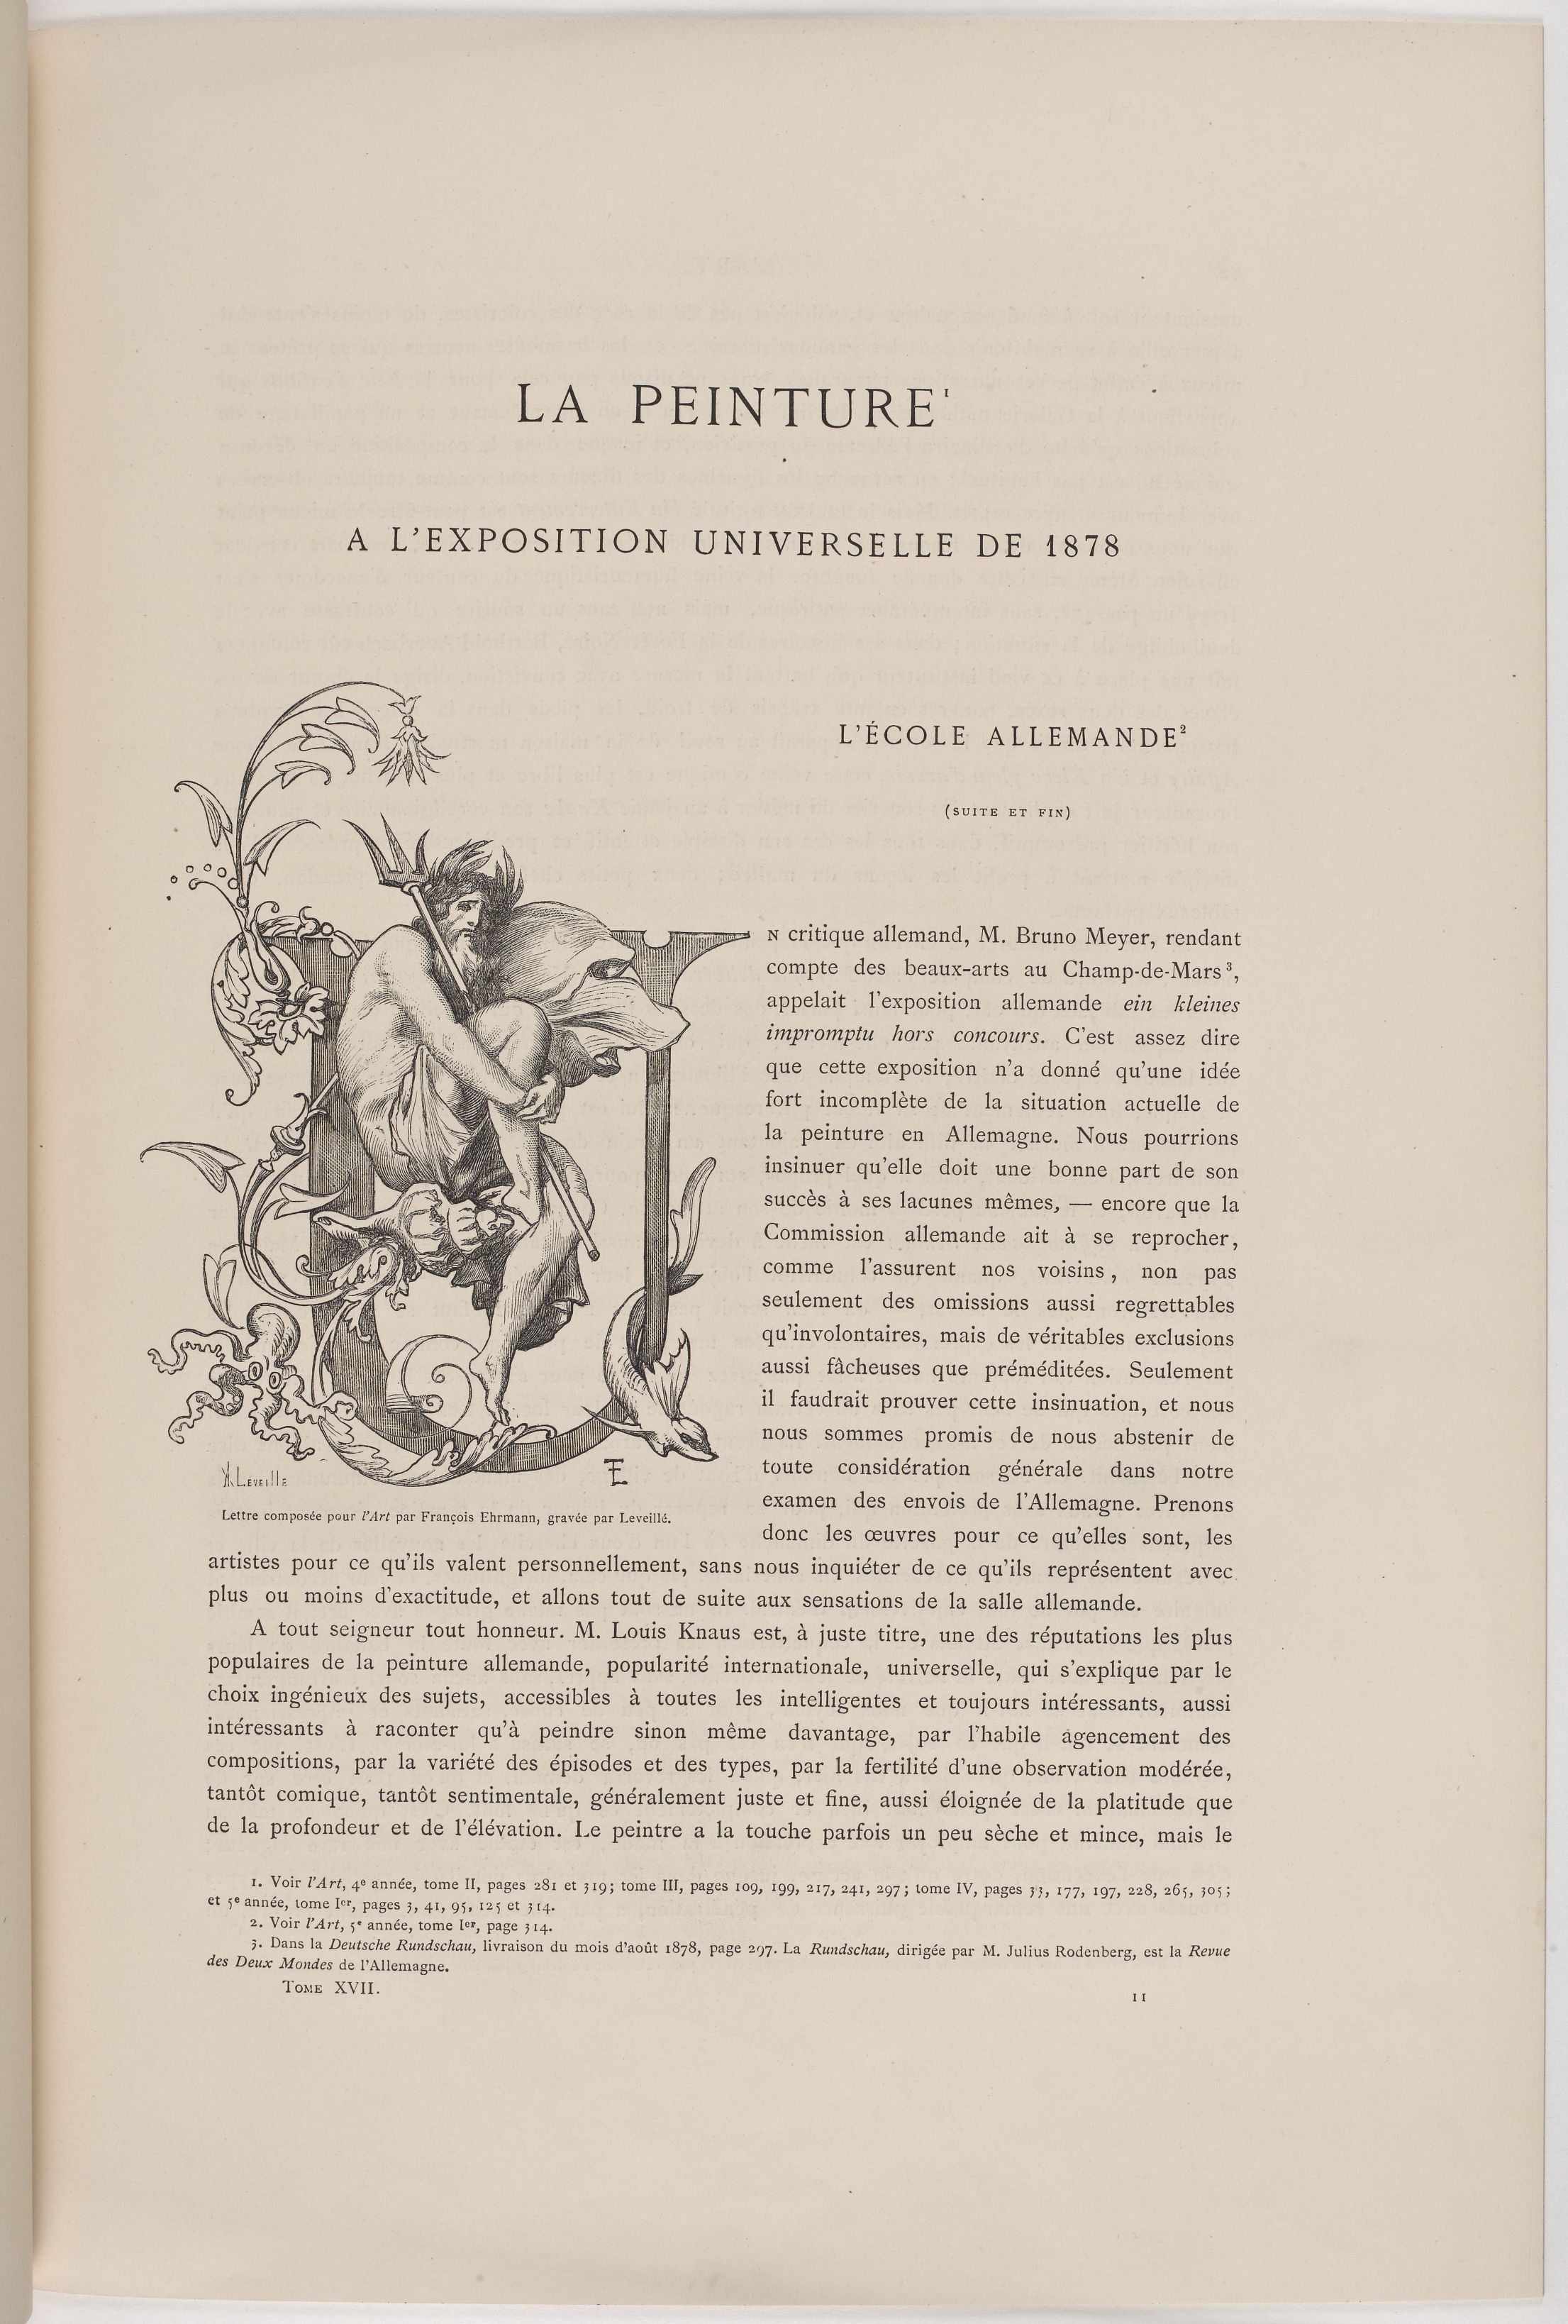 LA PEINTURE¹
A L'EXPOSITION UNIVERSELLE DE 1878
L'ÉCOLE ALLEMANDE²
(SUITE ET FIN)
UN critique allemand, M. Bruno Meyer, rendant
compte des beaux-arts au Champ-de-Mars³,
appelait l'exposition allemande ein kleines
impromptu hors concours. C'est assez dire
que cette exposition n'a donné qu'une idée
fort incomplète de la situation actuelle de
la peinture en Allemagne. Nous pourrions
insinuer qu'elle doit une bonne part de son
succès à ses lacunes mêmes, — encore que la
Commission allemande ait à se reprocher,
comme l'assurent nos voisins, non pas
seulement des omissions aussi regrettables
qu'involontaires, mais de véritables exclusions
aussi fâcheuses que préméditées. Seulement
il faudrait prouver cette insinuation, et nous
nous sommes promis de nous abstenir de
toute considération générale dans notre
examen des envois de l'Allemagne. Prenons
donc les œuvres pour ce qu'elles sont, les
Leveillé
FE
Lettre composée pour l'Art par François Ehrmann, gravée par Leveillé.
artistes pour ce qu'ils valent personnellement, sans nous inquiéter de ce qu'ils représentent avec
plus ou moins d'exactitude, et allons tout de suite aux sensations de la salle allemande.
A tout seigneur tout honneur. M. Louis Knaus est, à juste titre, une des réputations les plus
populaires de la peinture allemande, popularité internationale, universelle, qui s'explique par le
choix ingénieux des sujets, accessibles à toutes les intelligentes et toujours intéressants, aussi
intéressants à raconter qu'à peindre sinon même davantage, par l'habile agencement des
compositions, par la variété des épisodes et des types, par la fertilité d'une observation modérée,
tantôt comique, tantôt sentimentale, généralement juste et fine, aussi éloignée de la platitude que
de la profondeur et de l'élévation. Le peintre a la touche parfois un peu sèche et mince, mais le
1. Voir l'Art, 4e année, tome II, pages 281 et 319; tome III, pages 109, 199, 217, 241, 297; tome IV, pages 33, 177, 197, 228, 265, 305;
et 5e année, tome Ier, pages 3, 41, 95, 125 et 314.
2. Voir l'Art, 5e année, tome Ier, page 314.
3. Dans la Deutsche Rundschau, livraison du mois d'août 1878, page 297. La Rundschau, dirigée par M. Julius Rodenberg, est la Revue
des Deux Mondes de l'Allemagne.
TOME XVII.
11